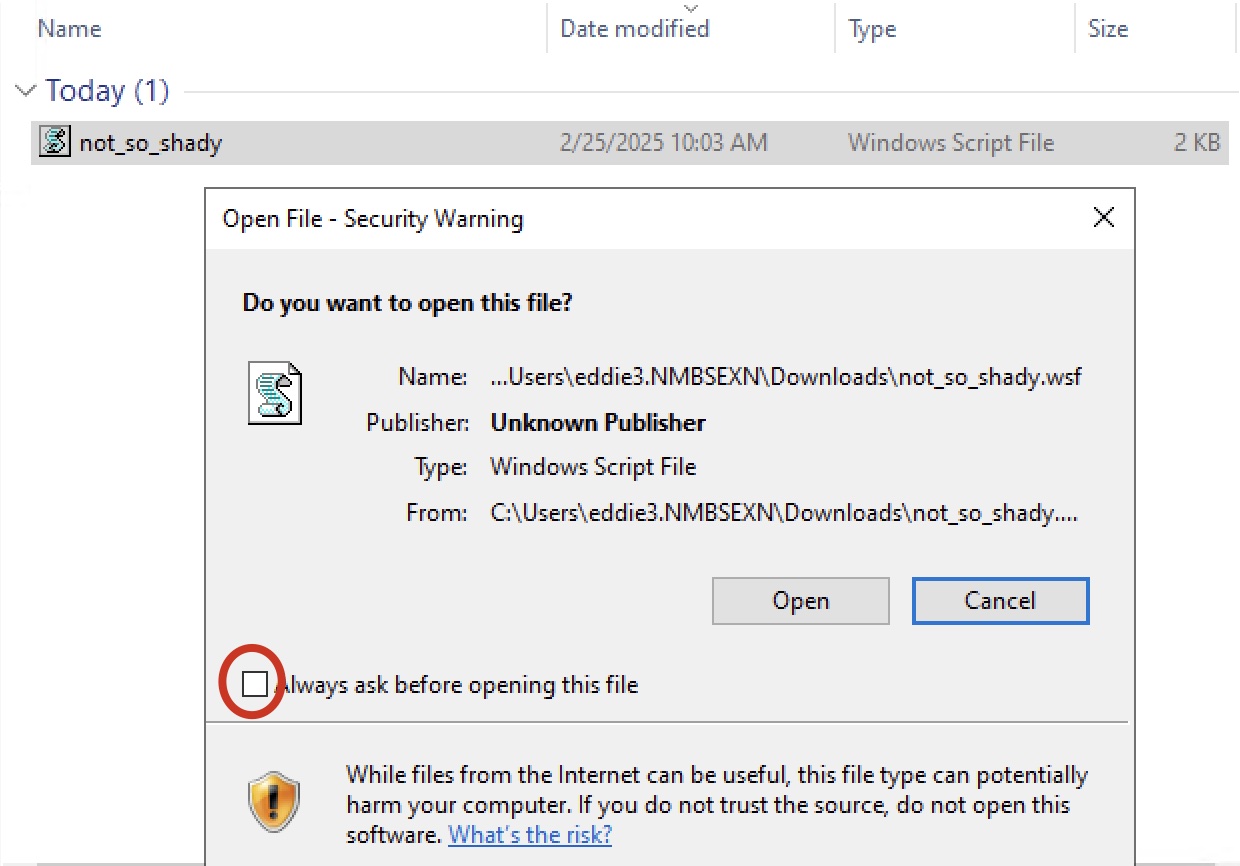 Name Date modified Type Size
Today (1)
not_so_shady 2/25/2025 10:03 AM Windows Script File 2 KB
Open File - Security Warning
Do you want to open this file?
Name: ...Users\eddie3.NMBSEXN\Downloads\not_so_shady.wsf
Publisher: Unknown Publisher
Type: Windows Script File
From: C:\Users\eddie3.NMBSEXN\Downloads\not_so_shady....
Open Cancel
Always ask before opening this file
While files from the Internet can be useful, this file type can potentially
harm your computer. If you do not trust the source, do not open this
software. What's the risk?